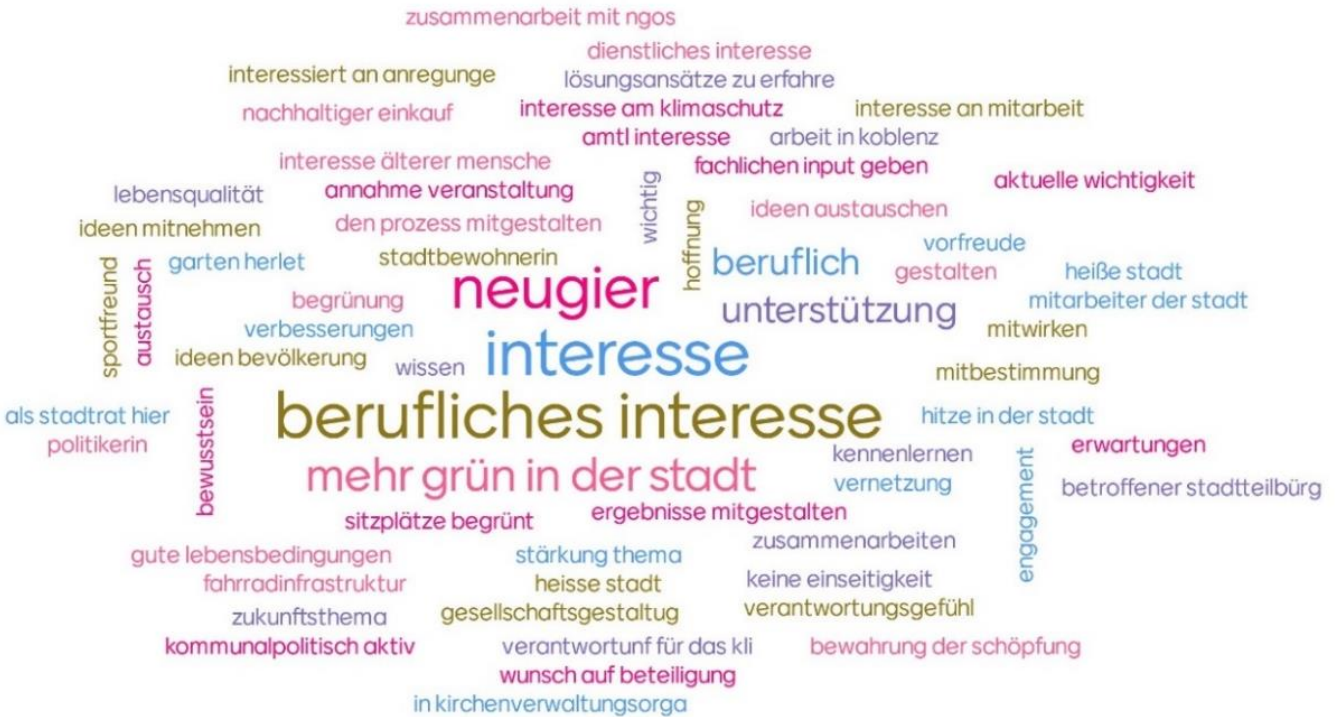 zusammenarbeit mit ngos
dienstliches interesse
interessiert an anregunge
lösungsansätze zu erfahre
nachhaltiger einkauf
interesse am klimaschutz
interesse an mitarbeit
amtl interesse
arbeit in koblenz
interesse älterer mensche
fachlichen input geben
lebensqualität
annahme veranstaltung
wichtig
aktuelle wichtigkeit
ideen mitnehmen
den prozess mitgestalten
hoffnung
ideen austauschen
sportfreund
austausch
garten herlet
stadtbewohnerin
neugier
beruflich
vorfreude
gestalten
heiße stadt
begrünung
unterstützung
mitarbeiter der stadt
verbesserungen
interesse
mitwirken
ideen bevölkerung
wissen
mitbestimmung
als stadtrat hier
politikerin
bewusstsein
berufliches interesse
hitze in der stadt
erwartungen
mehr grün in der stadt
kennenlernen
vernetzung
engagement
betroffener stadtteilbürg
sitzplätze begrünt
ergebnisse mitgestalten
zusammenarbeiten
gute lebensbedingungen
stärkung thema
fahrradinfrastruktur
heisse stadt
keine einseitigkeit
zukunftsthema
gesellschaftsgestaltug
verantwortungsgefühl
kommunalpolitisch aktiv
verantwortunf für das kli
bewahrung der schöpfung
wunsch auf beteiligung
in kirchenverwaltungsorga